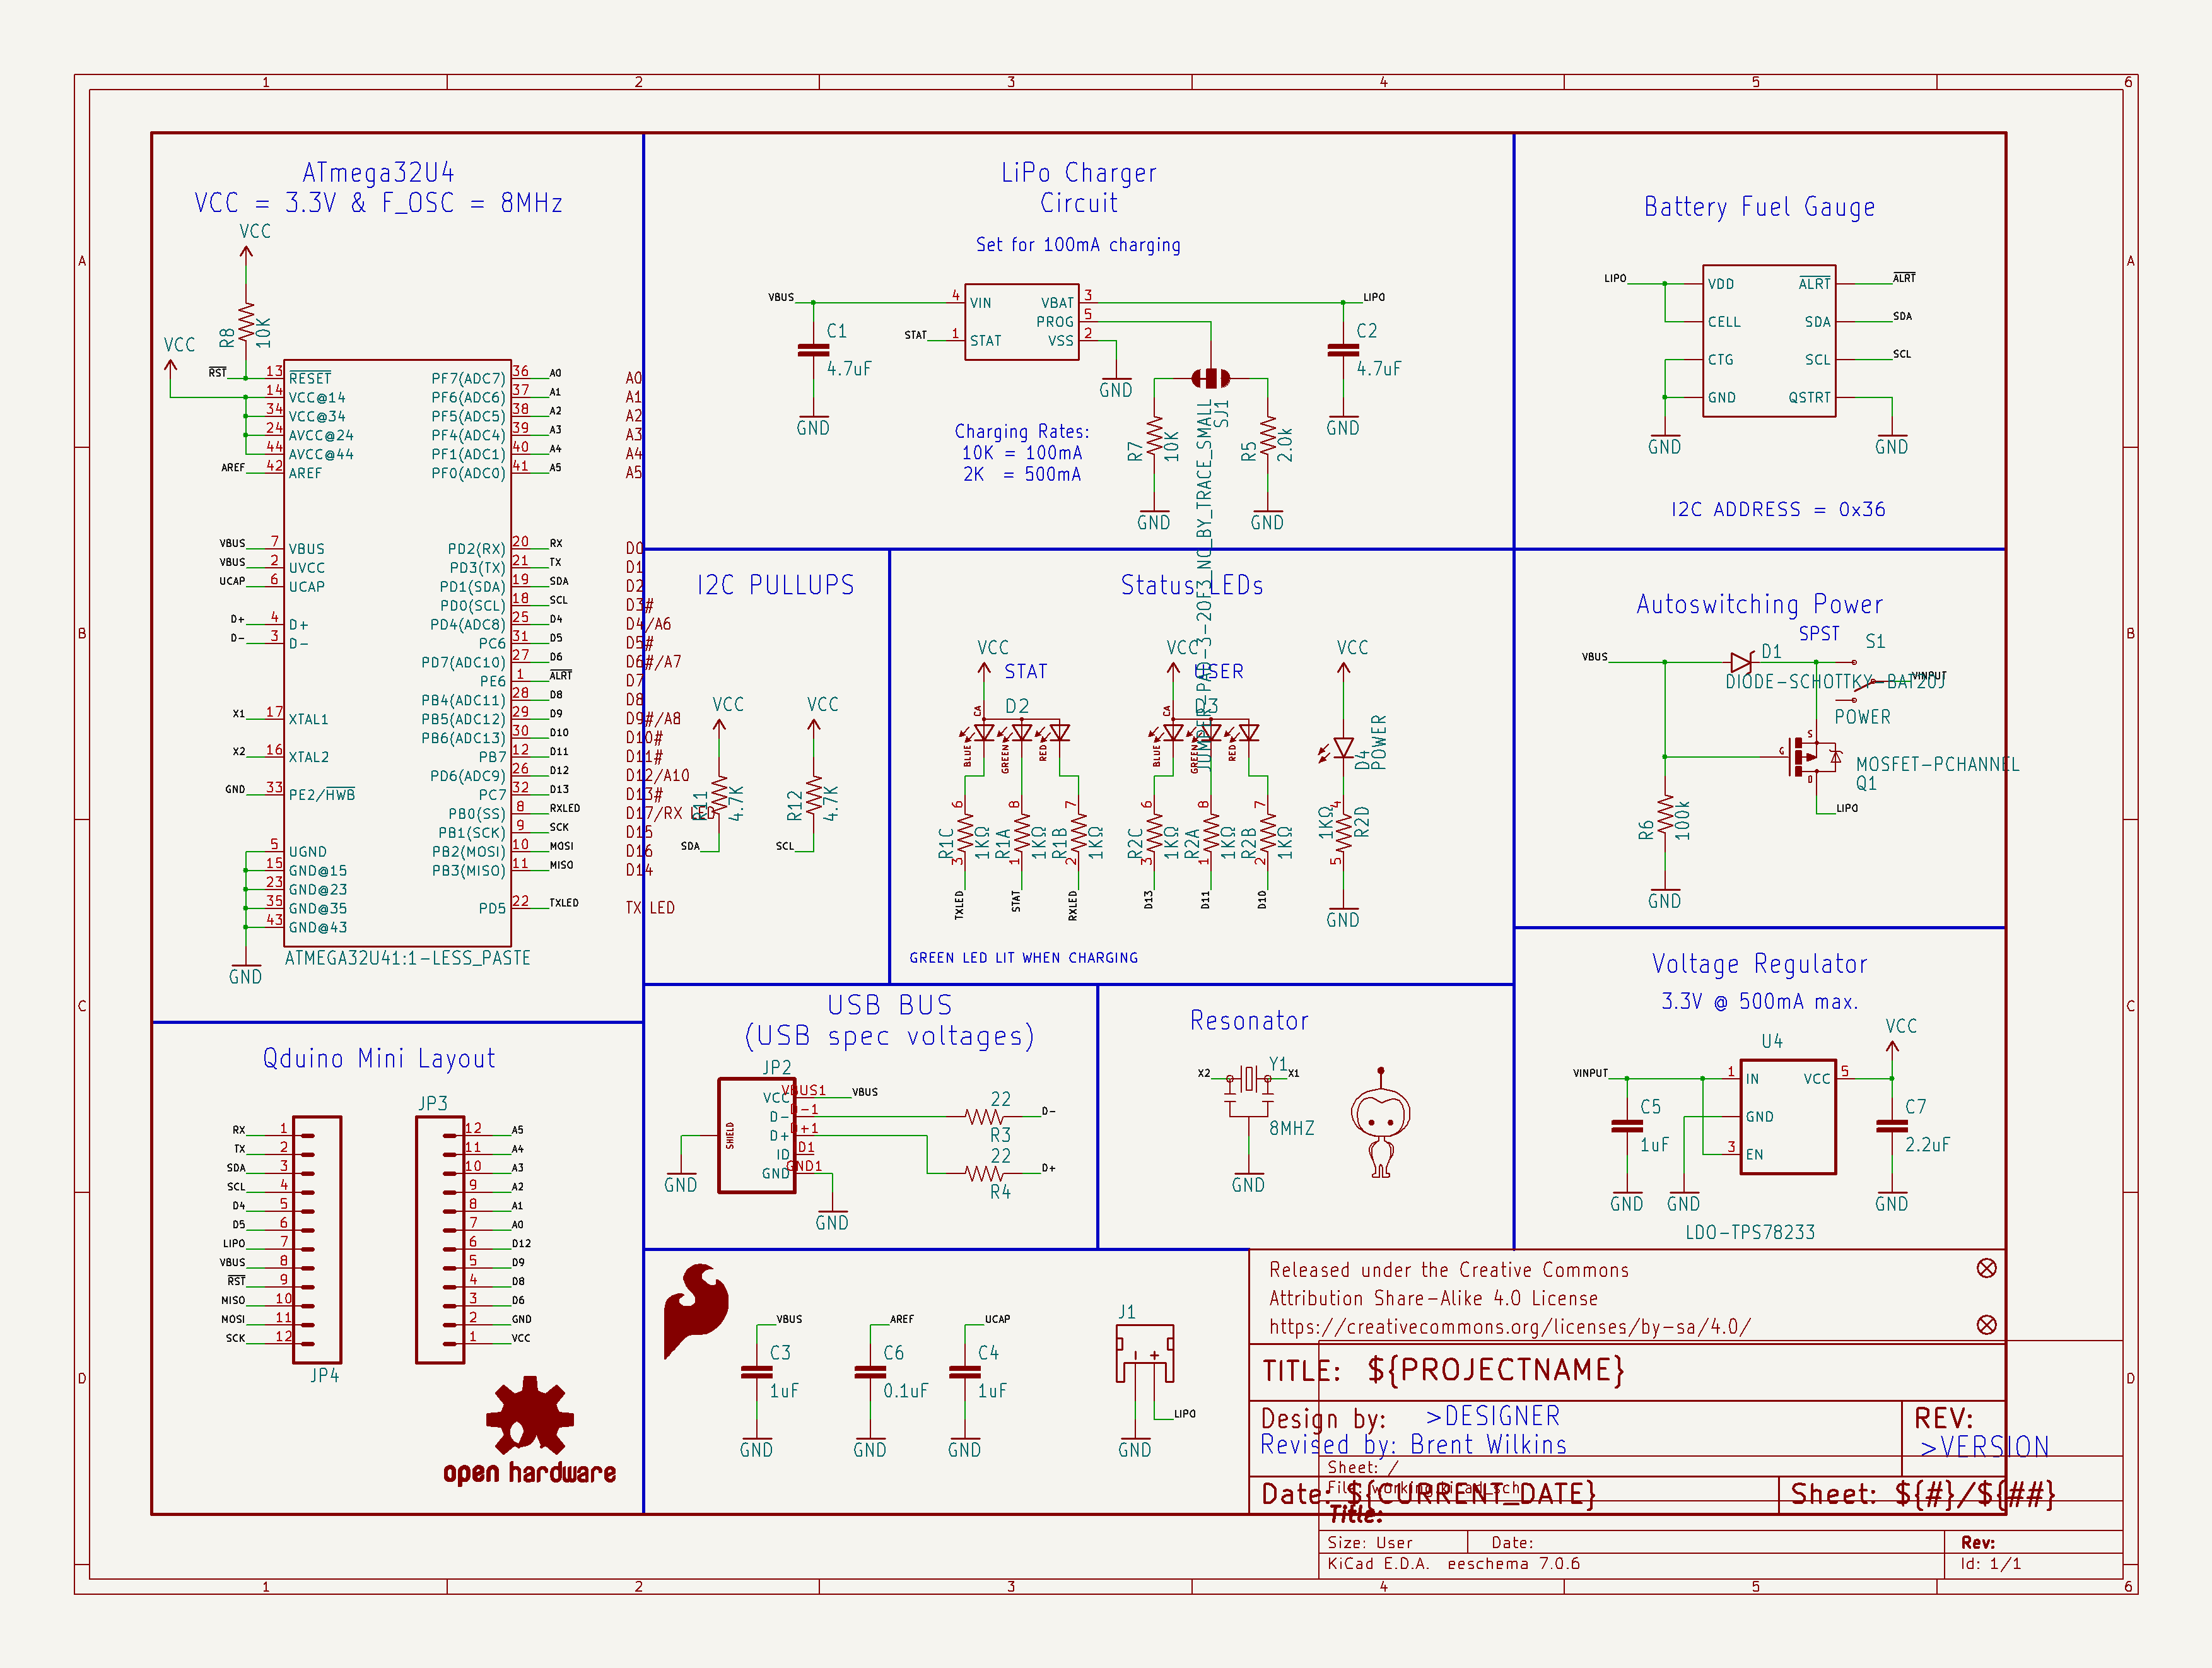 1 2 3 4 5 6
A A
B B
C C
D D
1 2 3 4 5 6
ATmega32U4
VCC = 3.3V & F_OSC = 8MHz
VCC
R8
10K
VCC
RST 13 RESET PF7(ADC7) 36 A0 A0
14 VCC@14 PF6(ADC6) 37 A1 A1
34 VCC@34 PF5(ADC5) 38 A2 A2
24 AVCC@24 PF4(ADC4) 39 A3 A3
44 AVCC@44 PF1(ADC1) 40 A4 A4
AREF 42 AREF PF0(ADC0) 41 A5 A5
VBUS 7 VBUS PD2(RX) 20 RX D0
VBUS 2 UVCC PD3(TX) 21 TX D1
UCAP 6 UCAP PD1(SDA) 19 SDA D2
PD0(SCL) 18 SCL D3#
D+ 4 D+ PD4(ADC8) 25 D4 D4/A6
D- 3 D- PC6 31 D5 D5#
PD7(ADC10) 27 D6 D6#/A7
PE6 1 ALRT D7
PB4(ADC11) 28 D8 D8
X1 17 XTAL1 PB5(ADC12) 29 D9 D9#/A8
PB6(ADC13) 30 D10 D10#
X2 16 XTAL2 PB7 12 D11 D11#
PD6(ADC9) 26 D12 D12/A10
GND 33 PE2/HWB PC7 32 D13 D13#
PB0(SS) 8 RXLED D17/RX LED
PB1(SCK) 9 SCK D15
5 UGND PB2(MOSI) 10 MOSI D16
15 GND@15 PB3(MISO) 11 MISO D14
23 GND@23
35 GND@35 PD5 22 TXLED TX LED
43 GND@43
GND
ATMEGA32U41:1-LESS_PASTE
LiPo Charger
Circuit
Set for 100mA charging
VBUS 4 VIN VBAT 3 LIPO
PROG 5
STAT 1 STAT VSS 2
C1
4.7uF
GND
GND
C2
4.7uF
GND
SJ1
JUMPER-PAD-3-2OF3_NC_BY_TRACE_SMALL
R7
10K
R5
2.0k
GND GND
Charging Rates:
10K = 100mA
2K = 500mA
Battery Fuel Gauge
LIPO VDD ALRT ALRT
CELL SDA SDA
CTG SCL SCL
GND QSTRT
GND GND
I2C ADDRESS = 0x36
I2C PULLUPS
VCC VCC
R11
4.7K
R12
4.7K
SDA SCL
Status LEDs
VCC VCC VCC
STAT USER
D2 D3
CA CA
BLUE GREEN RED BLUE GREEN RED
D4
POWER
6 8 7 6 8 7 4
R1C 1KΩ R1A 1KΩ R1B 1KΩ R2C 1KΩ R2A 1KΩ R2B 1KΩ 1KΩ R2D
3 1 2 3 1 2 5
TXLED STAT RXLED D13 D11 D10
GND
GREEN LED LIT WHEN CHARGING
Autoswitching Power
SPST
S1
VBUS
D1
DIODE-SCHOTTKY-BAT20J
VINPUT
POWER
G S D
MOSFET-PCHANNEL
Q1
LIPO
R6
100k
GND
Voltage Regulator
3.3V @ 500mA max.
VCC
U4
VINPUT 1 IN VCC 5
GND
3 EN
C5
1uF
C7
2.2uF
GND GND GND
LDO-TPS78233
Qduino Mini Layout
JP3
RX 1
TX 2
SDA 3
SCL 4
D4 5
D5 6
LIPO 7
VBUS 8
RST 9
MISO 10
MOSI 11
SCK 12
JP4
12 A5
11 A4
10 A3
9 A2
8 A1
7 A0
6 D12
5 D9
4 D8
3 D6
2 GND
1 VCC
open hardware
USB BUS
(USB spec voltages)
JP2
SHIELD
VCC VBUS1 VBUS
D- D-1
D+ D+1
ID D1
GND GND1
22
R3
D-
22
R4
D+
GND
GND
Resonator
X2 Y1 X1
8MHZ
GND
VBUS AREF UCAP
C3
1uF
C6
0.1uF
C4
1uF
GND GND GND
J1
- +
LIPO
GND
Released under the Creative Commons
Attribution Share-Alike 4.0 License
https://creativecommons.org/licenses/by-sa/4.0/
TITLE: ${PROJECTNAME}
Design by: >DESIGNER
Revised by: Brent Wilkins
REV:
>VERSION
Sheet: /
File: working.kicad_sch
Date: ${CURRENT_DATE}
Sheet: ${#}/${##}
Title:
Size: User Date: Rev:
KiCad E.D.A. eeschema 7.0.6 Id: 1/1